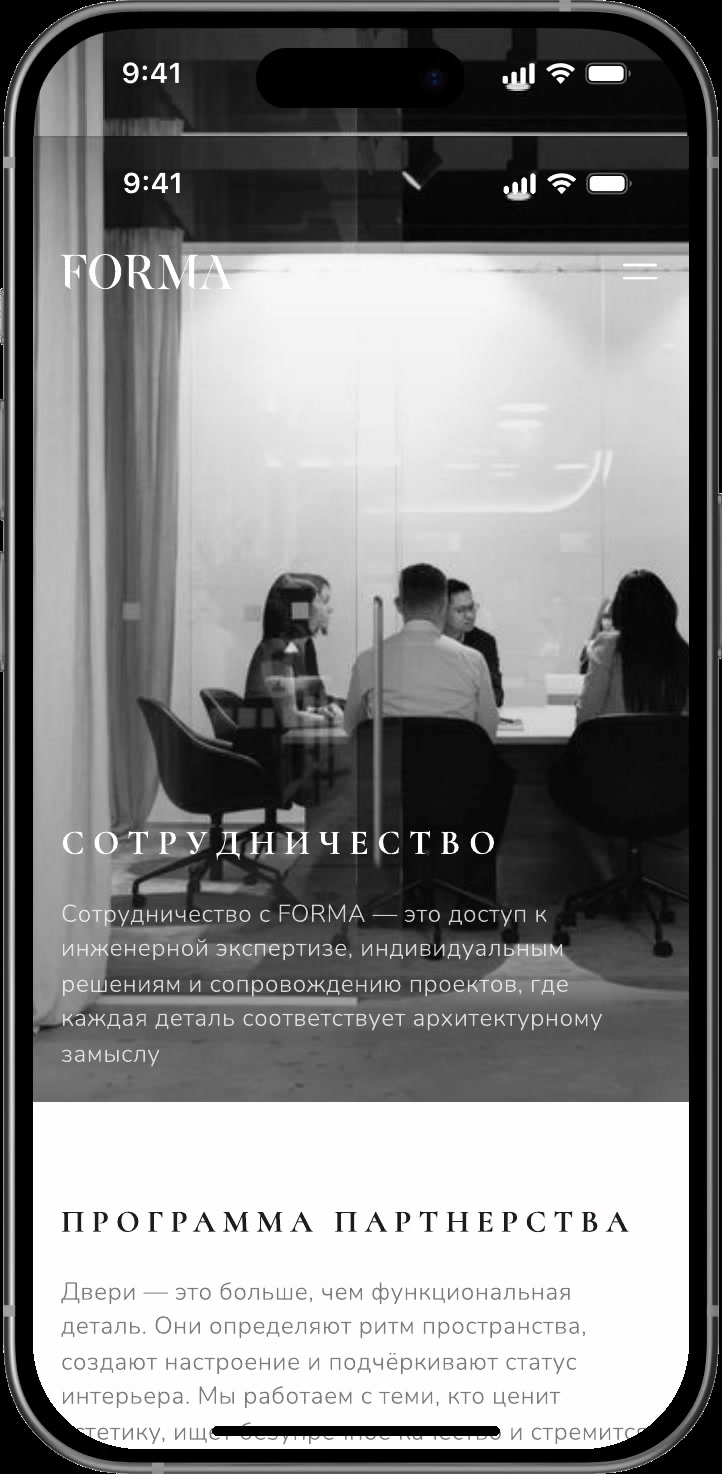 9:41
9:41
FORMA
СОТРУДНИЧЕСТВО
Сотрудничество с FORMA — это доступ к
инженерной экспертизе, индивидуальным
решениям и сопровождению проектов, где
каждая деталь соответствует архитектурному
замыслу
ПРОГРАММА ПАРТНЕРСТВА
Двери — это больше, чем функциональная
деталь. Они определяют ритм пространства,
создают настроение и подчёркивают статус
интерьера. Мы работаем с теми, кто ценит
и